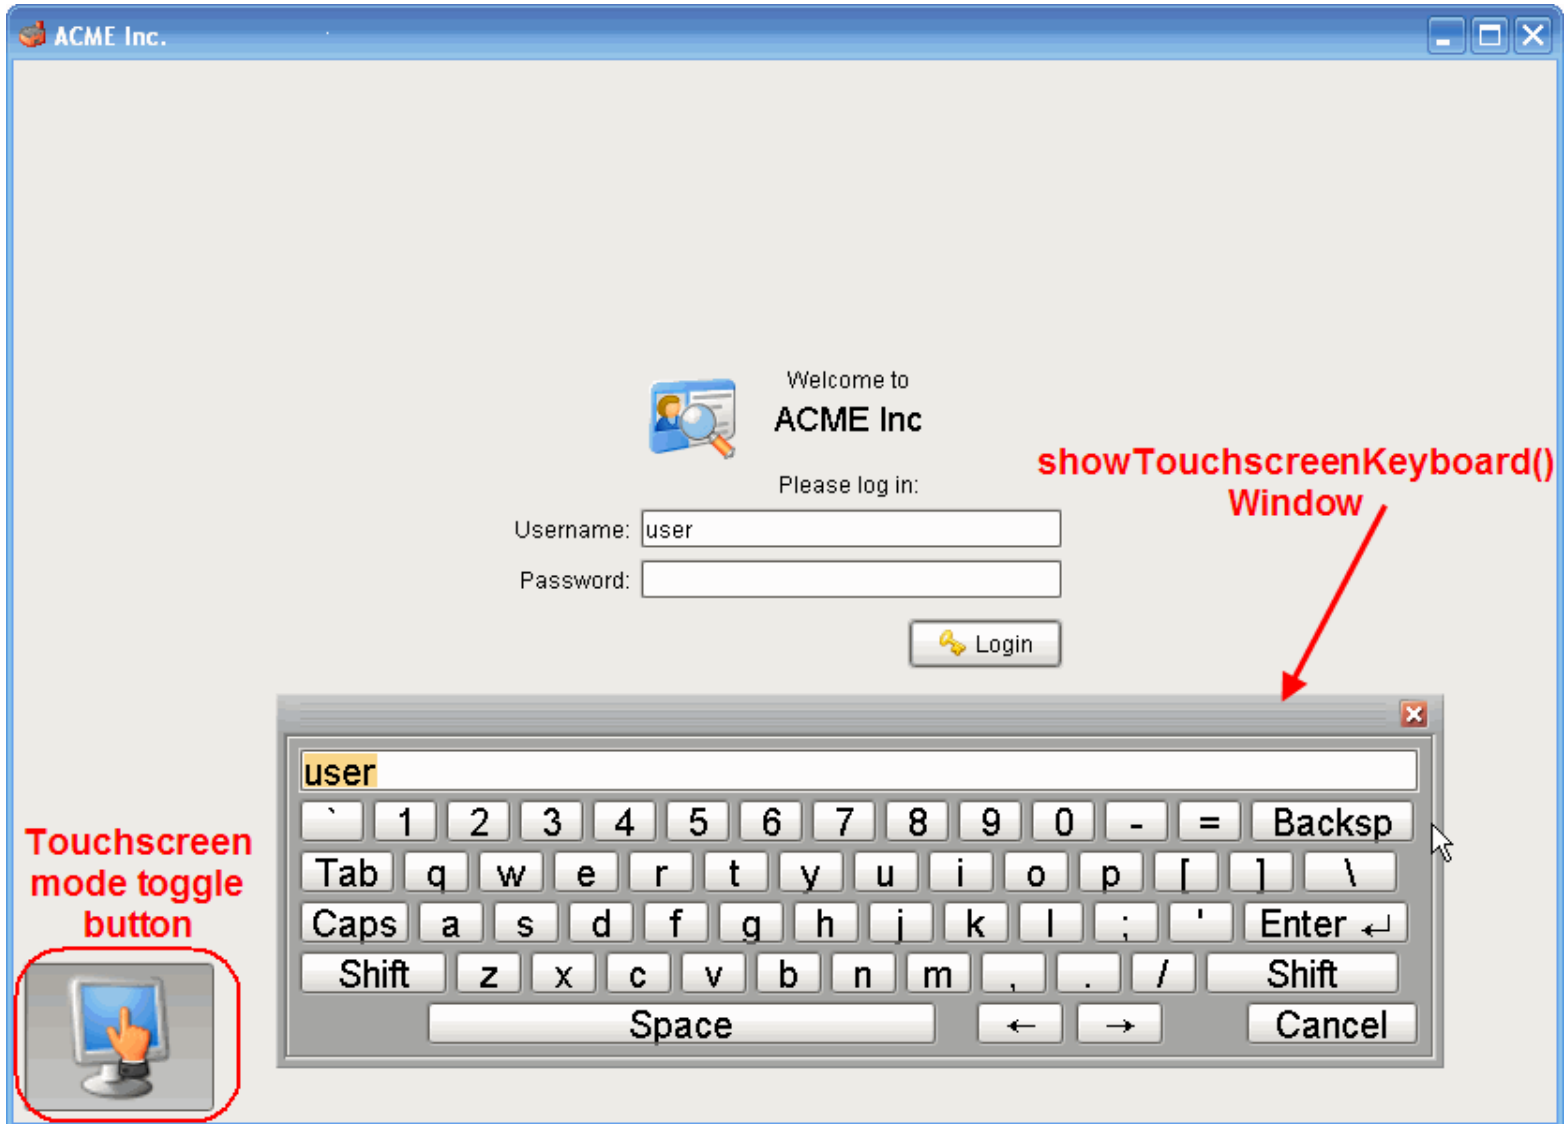 ACME Inc.
Welcome to
ACME Inc
Please log in:
Username: user
Password:
Login
showTouchscreenKeyboard()
Window
user
` 1 2 3 4 5 6 7 8 9 0 - = Backsp
Tab q w e r t y u i o p [ ] \
Caps a s d f g h j k l ; ' Enter ↵
Shift z x c v b n m , . / Shift
Space ← → Cancel
Touchscreen
mode toggle
button